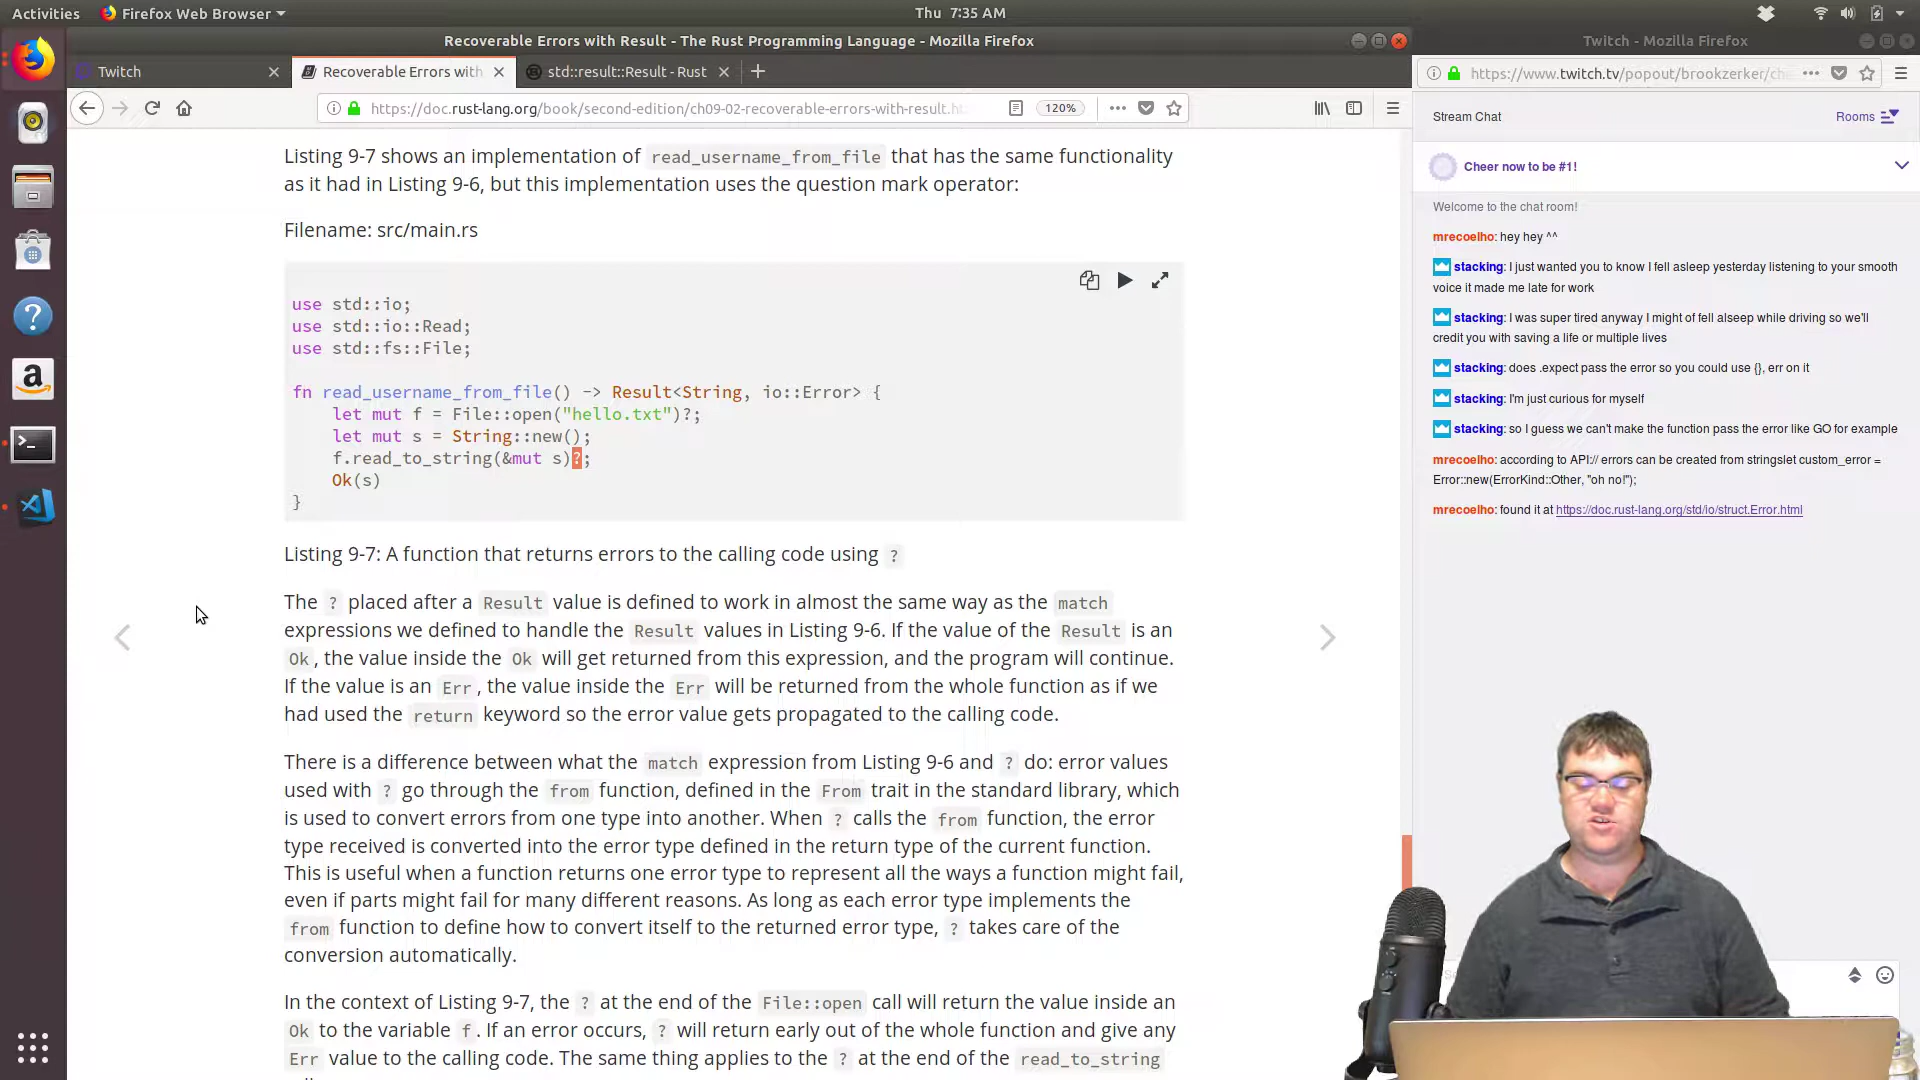 Activities
Firefox Web Browser
Thu 7:35 AM
Recoverable Errors with Result - The Rust Programming Language - Mozilla Firefox
Twitch - Mozilla Firefox
Twitch
Recoverable Errors with
std::result::Result - Rust
https://doc.rust-lang.org/book/second-edition/ch09-02-recoverable-errors-with-result.
120%
https://www.twitch.tv/popout/brookzerker/
Listing 9-7 shows an implementation of read_username_from_file that has the same functionality
as it had in Listing 9-6, but this implementation uses the question mark operator:
Filename: src/main.rs
use std::io;
use std::io::Read;
use std::fs::File;
fn read_username_from_file() -> Result<String, io::Error> {
let mut f = File::open("hello.txt")?;
let mut s = String::new();
f.read_to_string(&mut s)?;
Ok(s)
}
Listing 9-7: A function that returns errors to the calling code using ?
The ? placed after a Result value is defined to work in almost the same way as the match
expressions we defined to handle the Result values in Listing 9-6. If the value of the Result is an
Ok, the value inside the Ok will get returned from this expression, and the program will continue.
If the value is an Err, the value inside the Err will be returned from the whole function as if we
had used the return keyword so the error value gets propagated to the calling code.
There is a difference between what the match expression from Listing 9-6 and ? do: error values
used with ? go through the from function, defined in the From trait in the standard library, which
is used to convert errors from one type into another. When ? calls the from function, the error
type received is converted into the error type defined in the return type of the current function.
This is useful when a function returns one error type to represent all the ways a function might fail,
even if parts might fail for many different reasons. As long as each error type implements the
from function to define how to convert itself to the returned error type, ? takes care of the
conversion automatically.
In the context of Listing 9-7, the ? at the end of the File::open call will return the value inside an
Ok to the variable f. If an error occurs, ? will return early out of the whole function and give any
Err value to the calling code. The same thing applies to the ? at the end of the read_to_string
Stream Chat
Rooms
Cheer now to be #1!
Welcome to the chat room!
mrecoelho: hey hey ^^
stacking: I just wanted you to know I fell asleep yesterday listening to your smooth
voice it made me late for work
stacking: I was super tired anyway I might of fell alseep while driving so we'll
credit you with saving a life or multiple lives
stacking: does .expect pass the error so you could use {}, err on it
stacking: I'm just curious for myself
stacking: so I guess we can't make the function pass the error like GO for example
mrecoelho: according to API:// errors can be created from stringslet custom_error =
Error::new(ErrorKind::Other, "oh no!");
mrecoelho: found it at https://doc.rust-lang.org/std/io/struct.Error.html